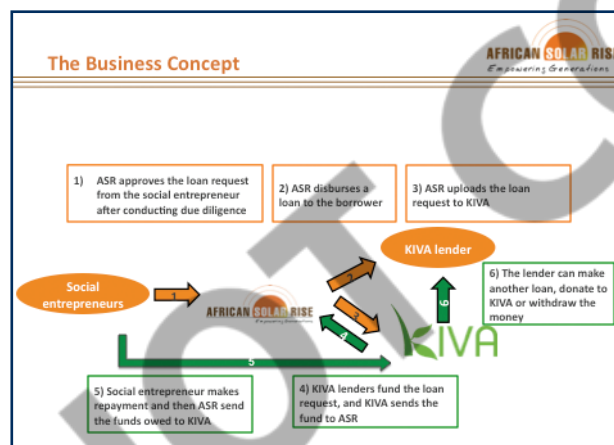 The Business Concept
AFRICAN SOLAR RISE
Empowering Generations
1) ASR approves the loan request
from the social entrepreneur
after conducting due diligence
2) ASR disburses a
loan to the borrower
3) ASR uploads the loan
request to KIVA
KIVA lender
Social
entrepreneurs
1
AFRICAN SOLAR RISE
Empowering Generations
4
6
KIVA
6) The lender can make
another loan, donate to
KIVA or withdraw the
money
5
5) Social entrepreneur makes
repayment and then ASR send
the funds owed to KIVA
4) KIVA lenders fund the loan
request, and KIVA sends the
fund to ASR